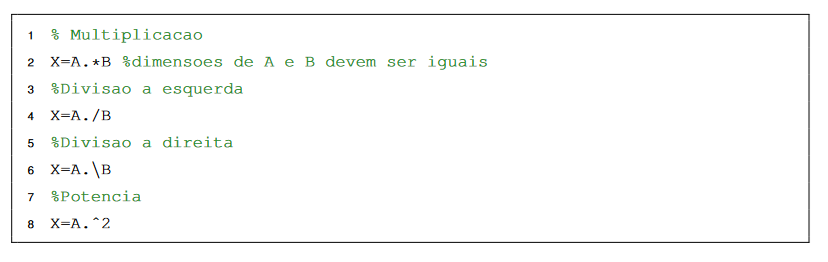 1 % Multiplicacao
2 X=A.*B %dimensoes de A e B devem ser iguais
3 %Divisao a esquerda
4 X=A./B
5 %Divisao a direita
6 X=A.\B
7 %Potencia
8 X=A.^2